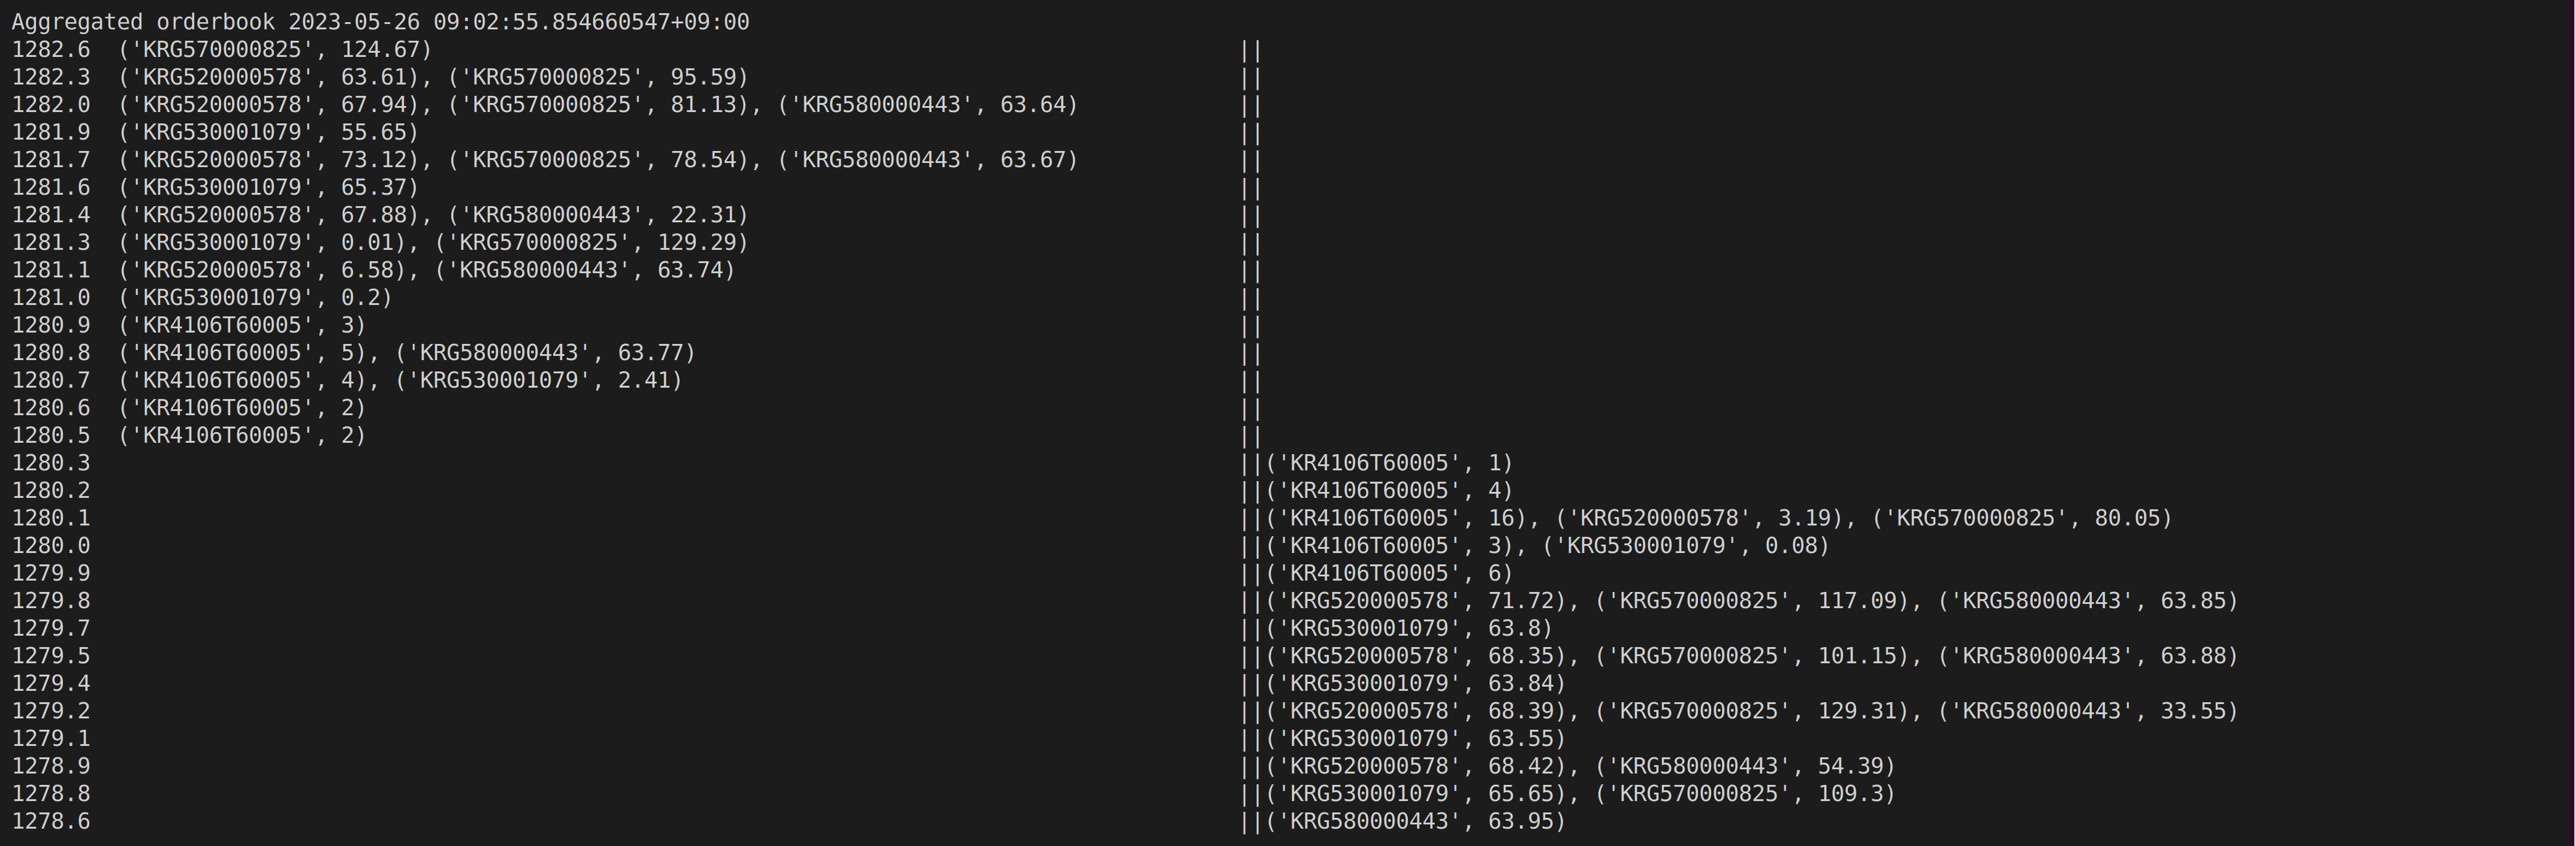 Aggregated orderbook 2023-05-26 09:02:55.854660547+09:00
1282.6  ('KRG570000825', 124.67) ||
1282.3  ('KRG520000578', 63.61), ('KRG570000825', 95.59) ||
1282.0  ('KRG520000578', 67.94), ('KRG570000825', 81.13), ('KRG580000443', 63.64) ||
1281.9  ('KRG530001079', 55.65) ||
1281.7  ('KRG520000578', 73.12), ('KRG570000825', 78.54), ('KRG580000443', 63.67) ||
1281.6  ('KRG530001079', 65.37) ||
1281.4  ('KRG520000578', 67.88), ('KRG580000443', 22.31) ||
1281.3  ('KRG530001079', 0.01), ('KRG570000825', 129.29) ||
1281.1  ('KRG520000578', 6.58), ('KRG580000443', 63.74) ||
1281.0  ('KRG530001079', 0.2) ||
1280.9  ('KR4106T60005', 3) ||
1280.8  ('KR4106T60005', 5), ('KRG580000443', 63.77) ||
1280.7  ('KR4106T60005', 4), ('KRG530001079', 2.41) ||
1280.6  ('KR4106T60005', 2) ||
1280.5  ('KR4106T60005', 2) ||
1280.3 ||('KR4106T60005', 1)
1280.2 ||('KR4106T60005', 4)
1280.1 ||('KR4106T60005', 16), ('KRG520000578', 3.19), ('KRG570000825', 80.05)
1280.0 ||('KR4106T60005', 3), ('KRG530001079', 0.08)
1279.9 ||('KR4106T60005', 6)
1279.8 ||('KRG520000578', 71.72), ('KRG570000825', 117.09), ('KRG580000443', 63.85)
1279.7 ||('KRG530001079', 63.8)
1279.5 ||('KRG520000578', 68.35), ('KRG570000825', 101.15), ('KRG580000443', 63.88)
1279.4 ||('KRG530001079', 63.84)
1279.2 ||('KRG520000578', 68.39), ('KRG570000825', 129.31), ('KRG580000443', 33.55)
1279.1 ||('KRG530001079', 63.55)
1278.9 ||('KRG520000578', 68.42), ('KRG580000443', 54.39)
1278.8 ||('KRG530001079', 65.65), ('KRG570000825', 109.3)
1278.6 ||('KRG580000443', 63.95)